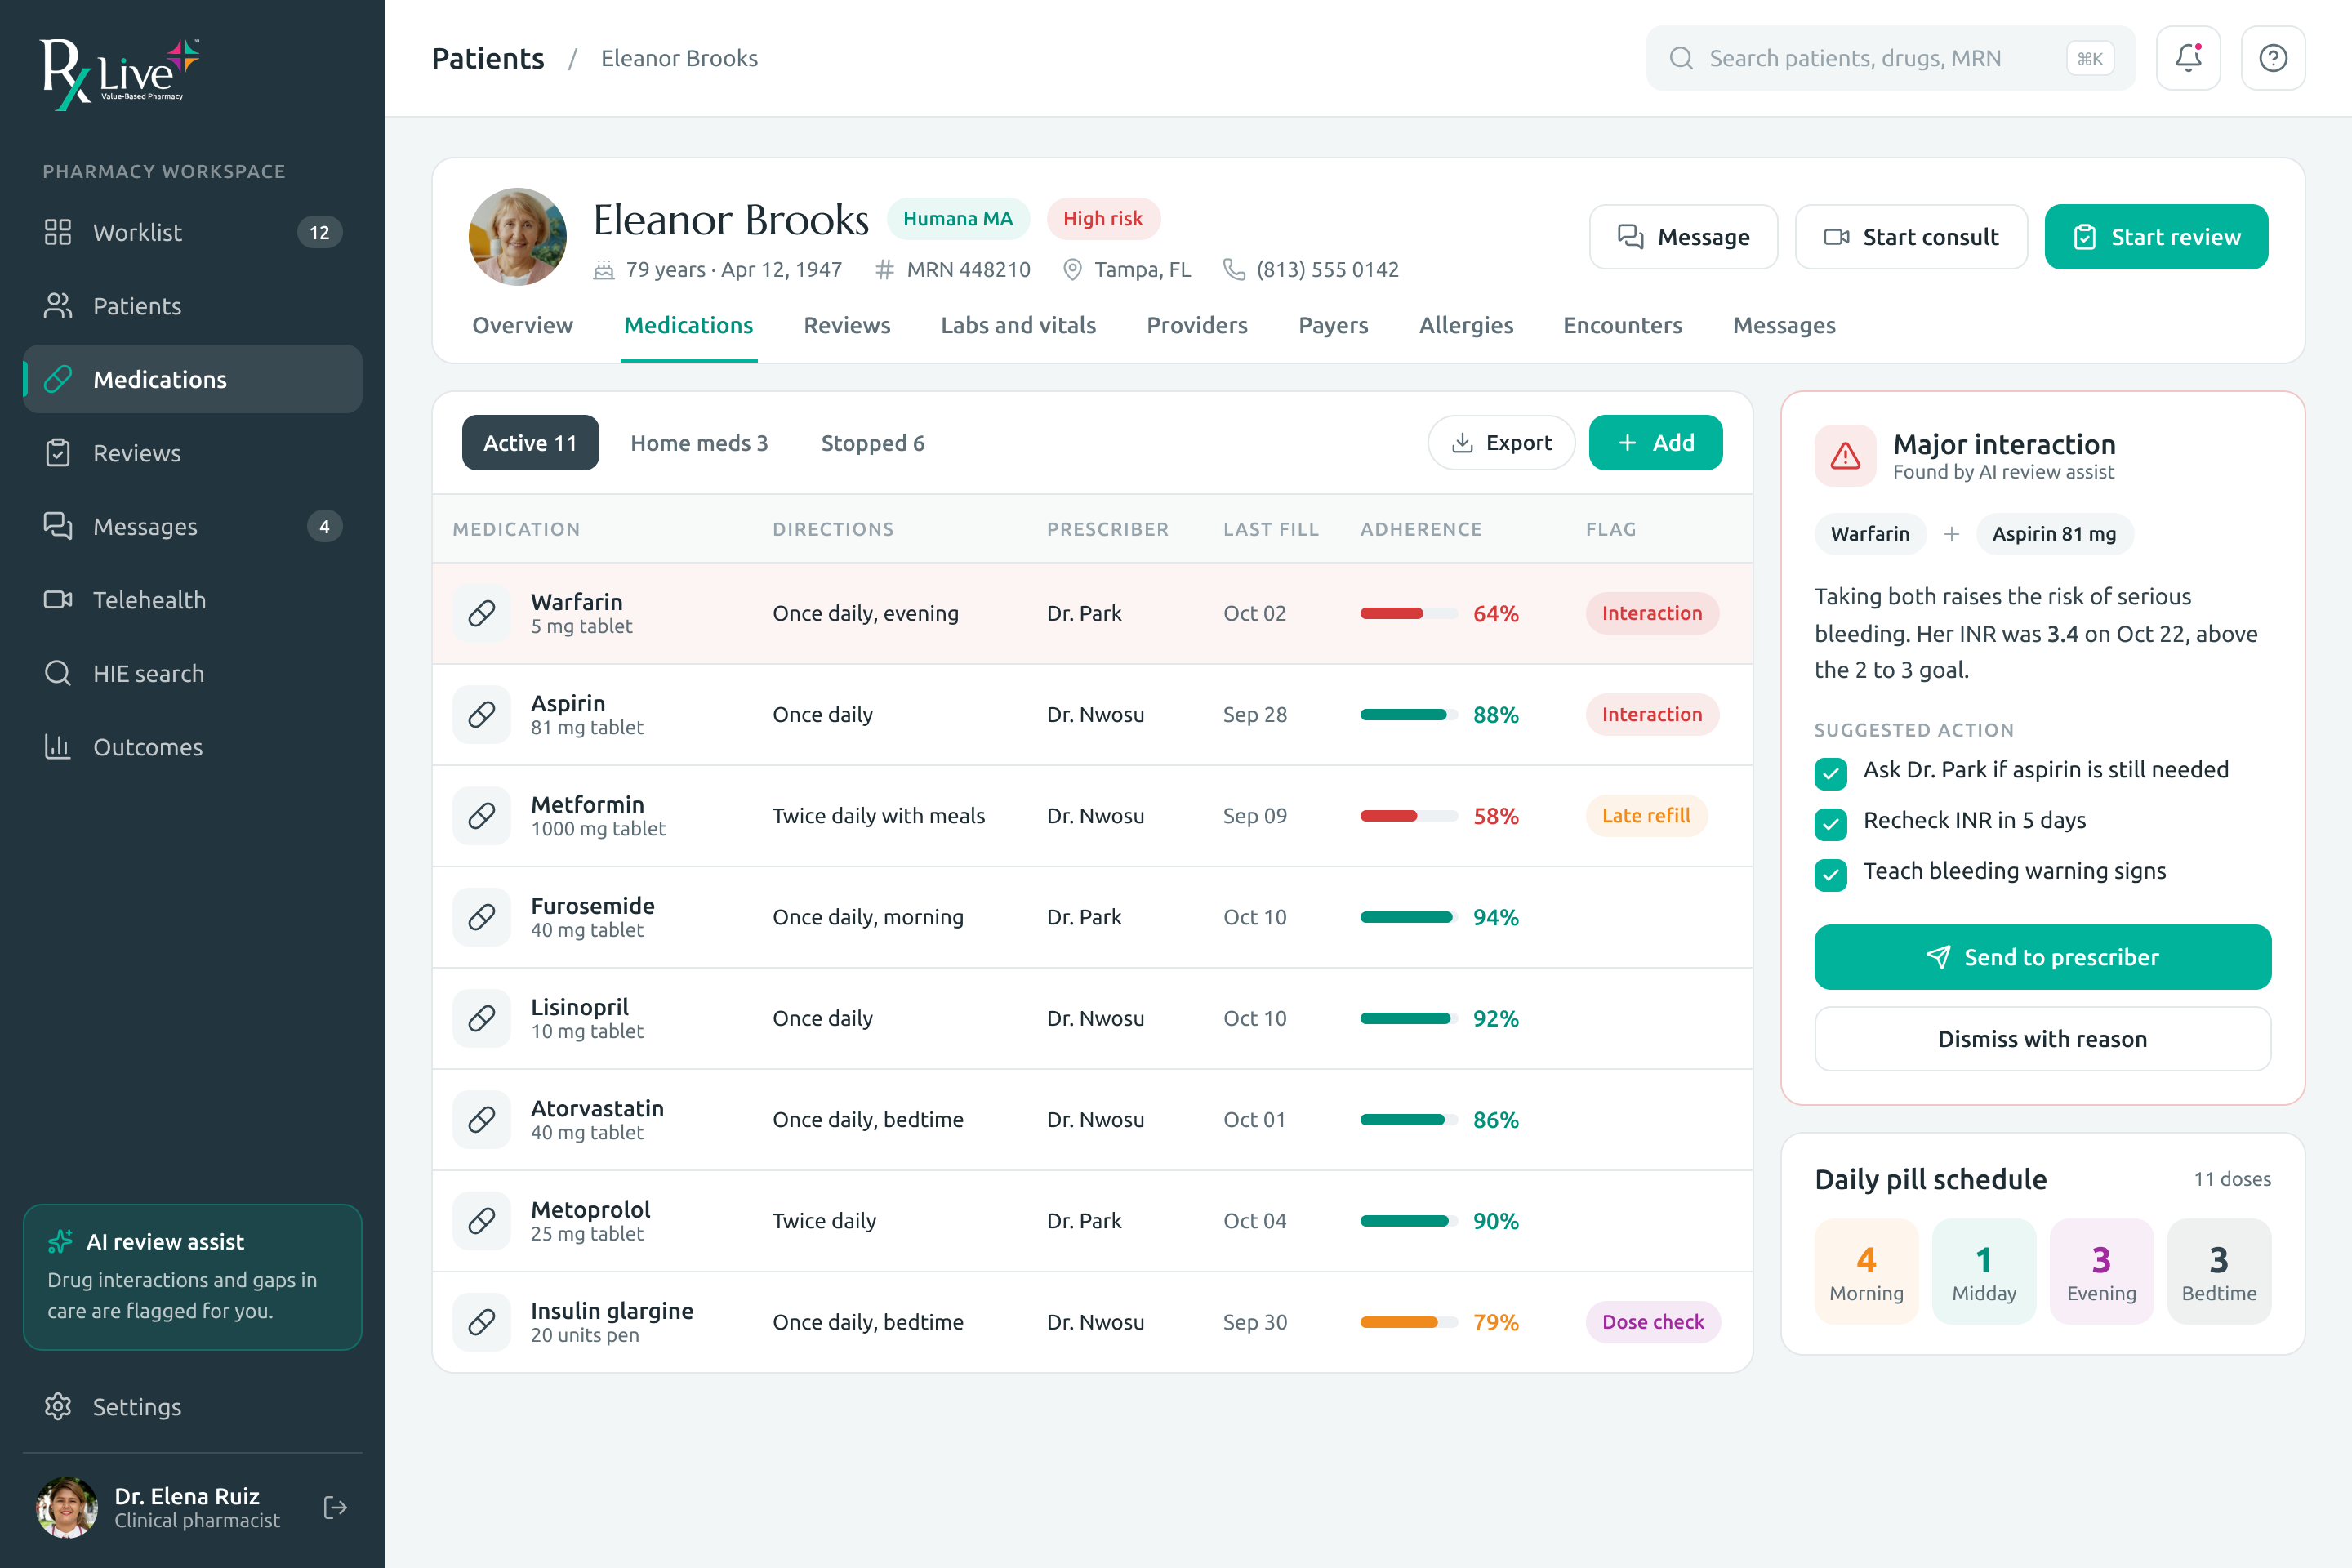 Rx Live™
Value-Based Pharmacy
PHARMACY WORKSPACE
Worklist 12
Patients
Medications
Reviews
Messages 4
Telehealth
HIE search
Outcomes
AI review assist
Drug interactions and gaps in
care are flagged for you.
Settings
Dr. Elena Ruiz
Clinical pharmacist
Patients / Eleanor Brooks
Search patients, drugs, MRN ⌘K
Eleanor Brooks Humana MA High risk
79 years · Apr 12, 1947 # MRN 448210 Tampa, FL (813) 555 0142
Message Start consult Start review
Overview Medications Reviews Labs and vitals Providers Payers Allergies Encounters Messages
Active 11 Home meds 3 Stopped 6 Export + Add
MEDICATION DIRECTIONS PRESCRIBER LAST FILL ADHERENCE FLAG
Warfarin
5 mg tablet
Once daily, evening Dr. Park Oct 02 64% Interaction
Aspirin
81 mg tablet
Once daily Dr. Nwosu Sep 28 88% Interaction
Metformin
1000 mg tablet
Twice daily with meals Dr. Nwosu Sep 09 58% Late refill
Furosemide
40 mg tablet
Once daily, morning Dr. Park Oct 10 94%
Lisinopril
10 mg tablet
Once daily Dr. Nwosu Oct 10 92%
Atorvastatin
40 mg tablet
Once daily, bedtime Dr. Nwosu Oct 01 86%
Metoprolol
25 mg tablet
Twice daily Dr. Park Oct 04 90%
Insulin glargine
20 units pen
Once daily, bedtime Dr. Nwosu Sep 30 79% Dose check
Major interaction
Found by AI review assist
Warfarin + Aspirin 81 mg
Taking both raises the risk of serious
bleeding. Her INR was 3.4 on Oct 22, above
the 2 to 3 goal.
SUGGESTED ACTION
Ask Dr. Park if aspirin is still needed
Recheck INR in 5 days
Teach bleeding warning signs
Send to prescriber
Dismiss with reason
Daily pill schedule 11 doses
4 1 3 3
Morning Midday Evening Bedtime